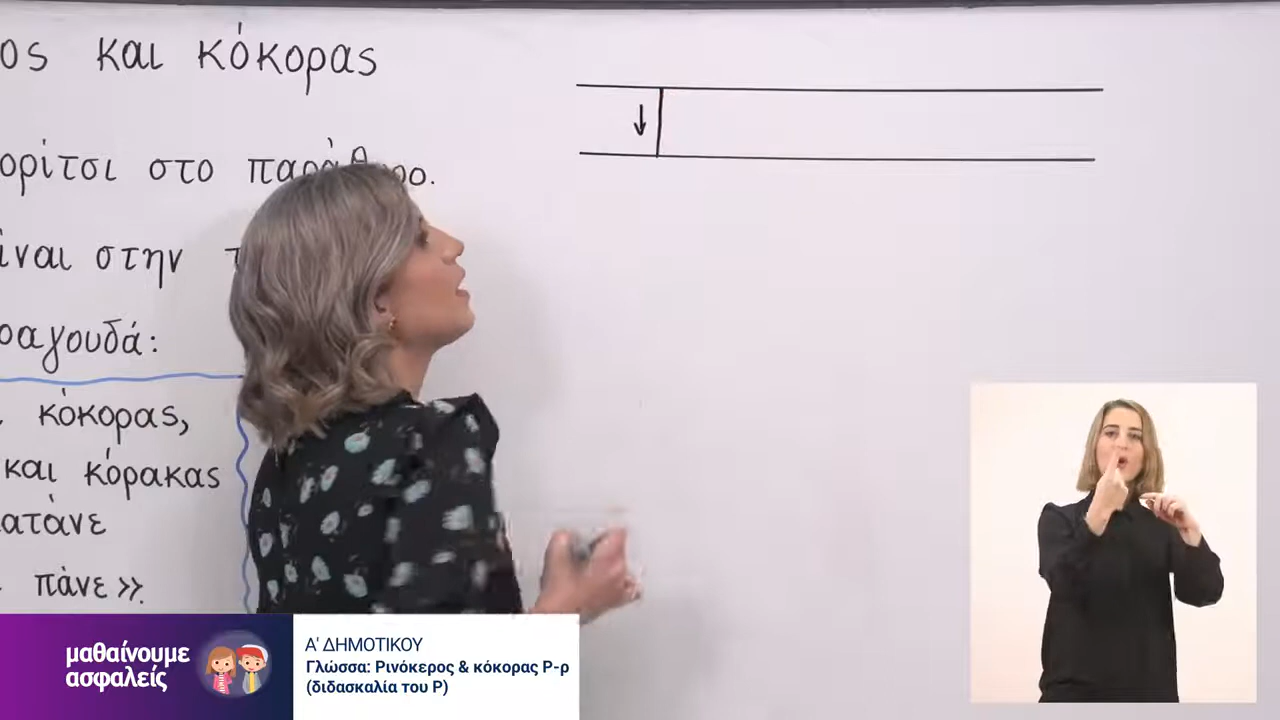 ος και κόκορας
ορίτσι στο παράθυρο.
ίναι στην τ
ραγουδά:
κόκορας,
και κόρακας
ατάνε
πάνε».
μαθαίνουμε
ασφαλείς
Α' ΔΗΜΟΤΙΚΟΥ
Γλώσσα: Ρινόκερος & κόκορας Ρ-ρ
(διδασκαλία του Ρ)